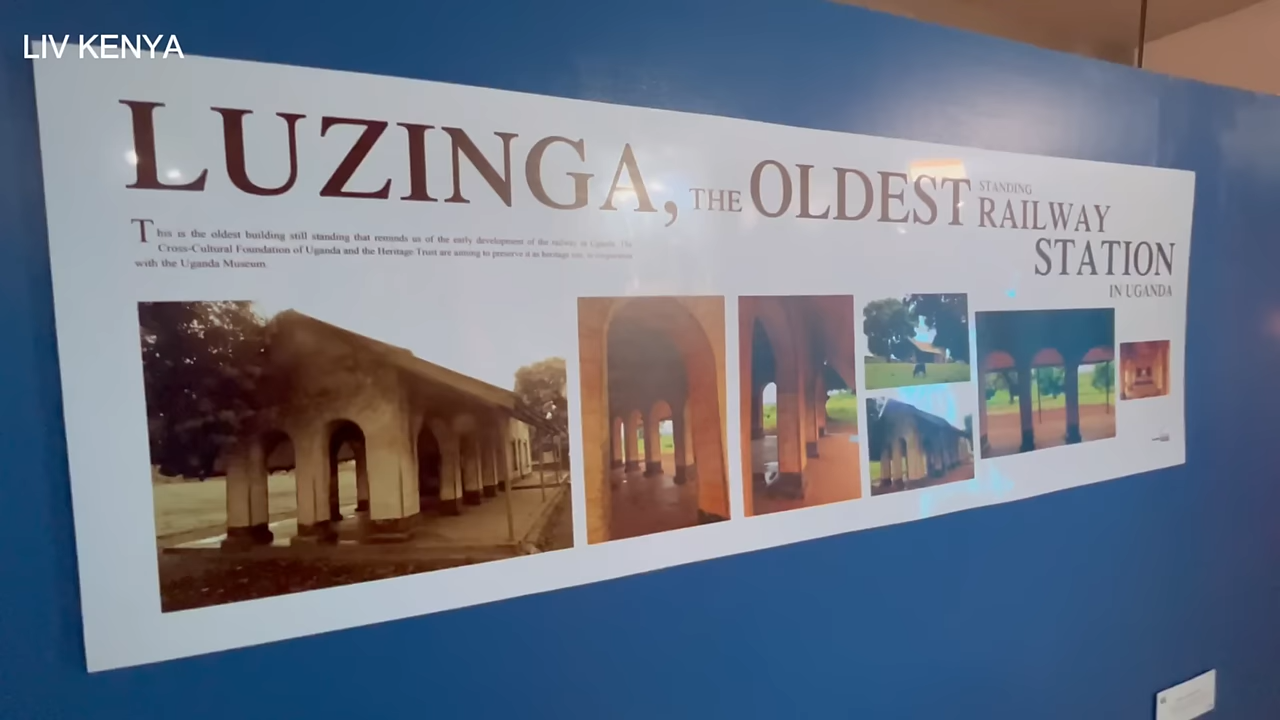 LIV KENYA
LUZINGA, THE OLDEST STANDING RAILWAY STATION IN UGANDA
This is the oldest building still standing that reminds us of the early development of the railway in Uganda. The
Cross-Cultural Foundation of Uganda and the Heritage Trust are aiming to preserve it as heritage site, in
with the Uganda Museum